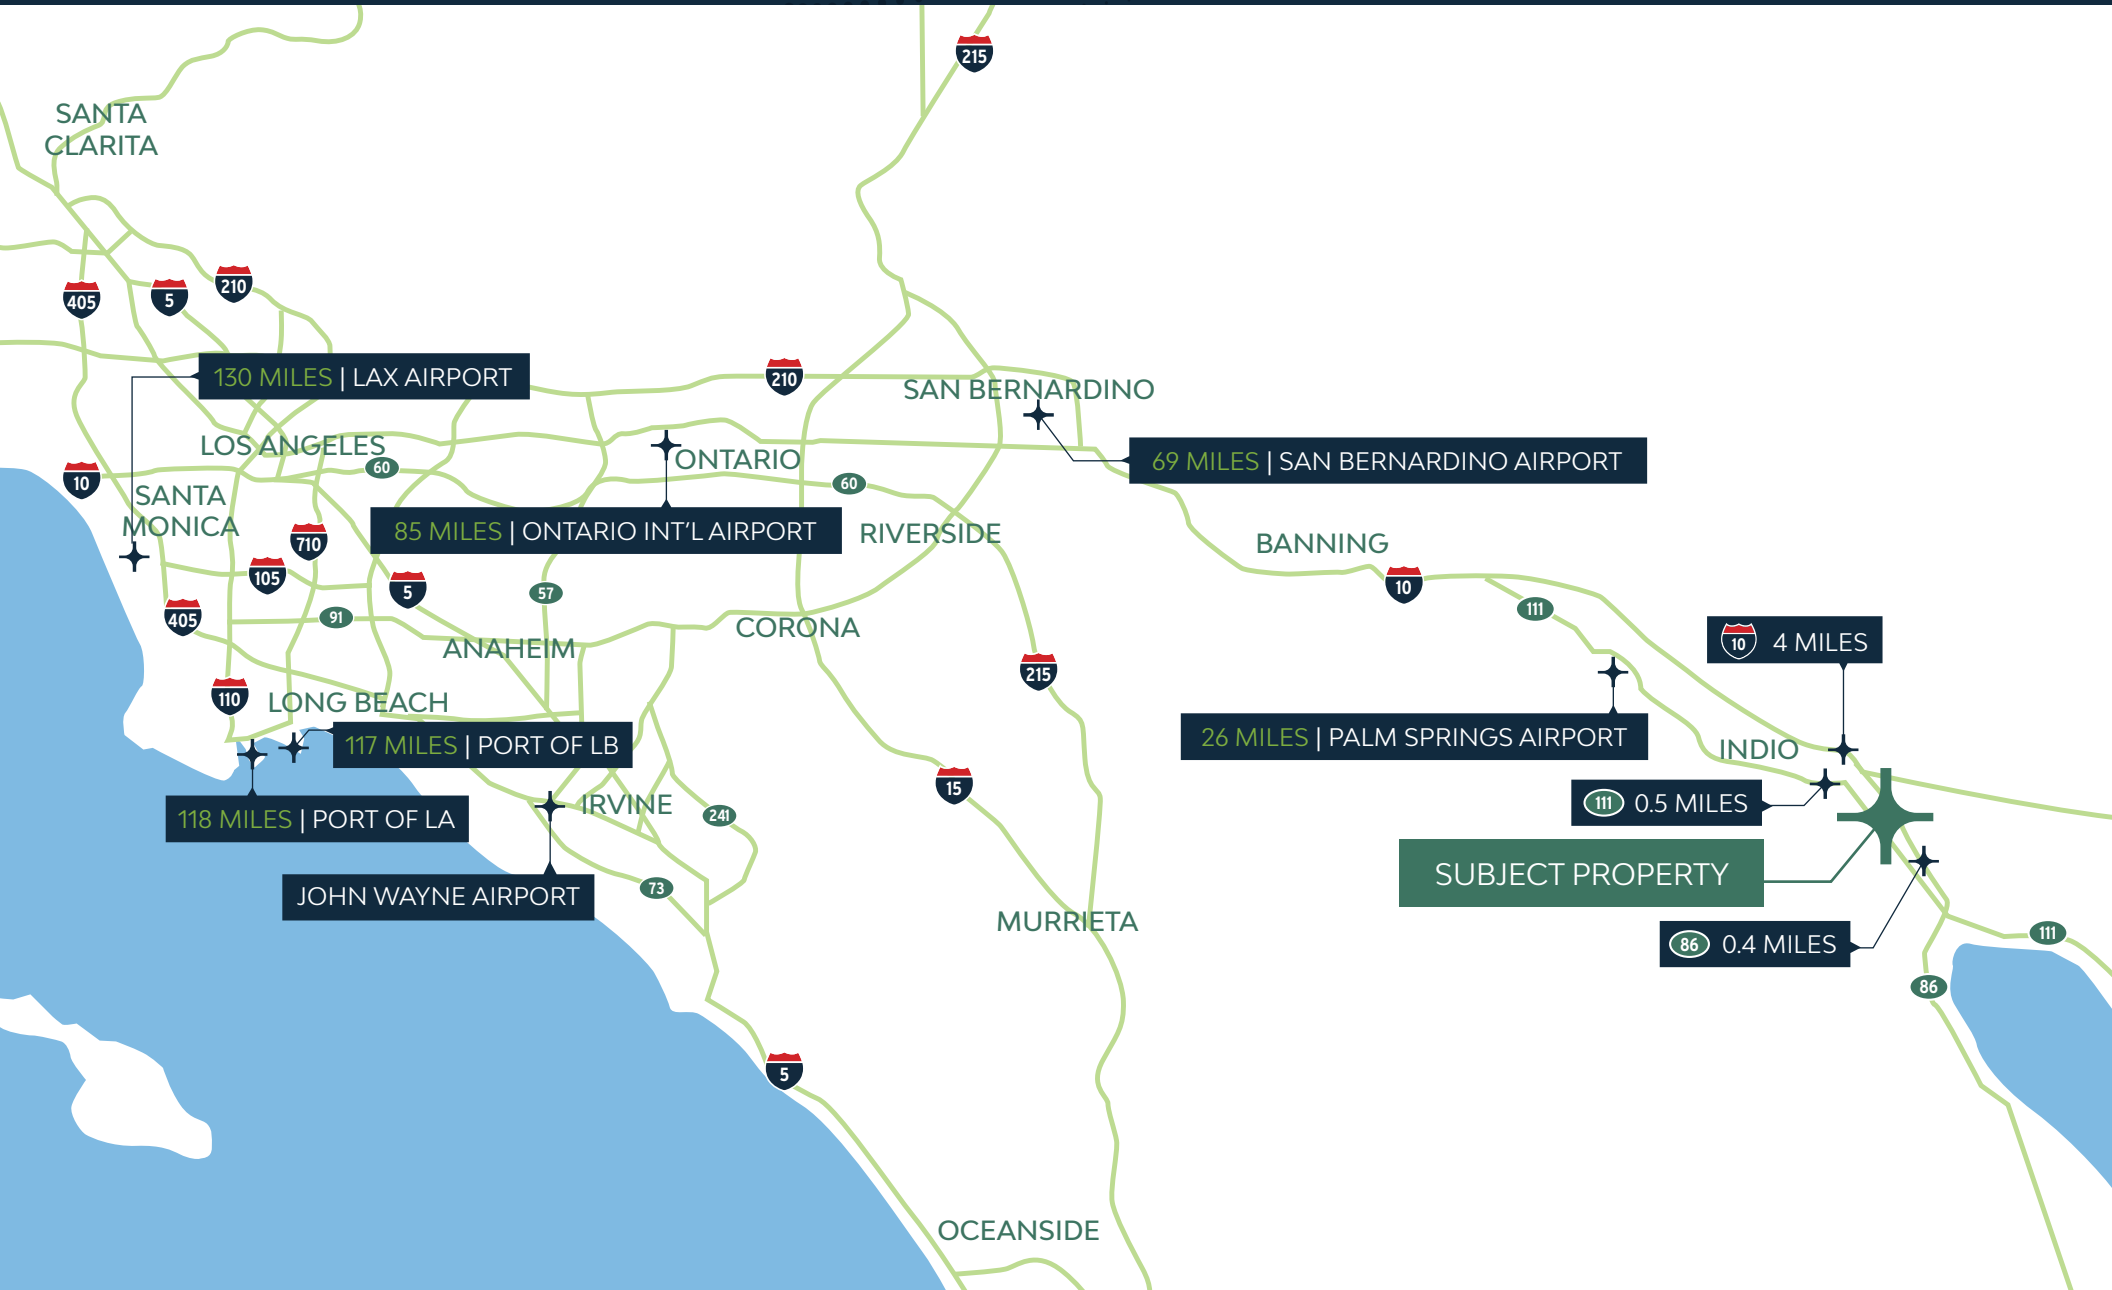 215
SANTA
CLARITA
405
5
210
130 MILES | LAX AIRPORT
210
SAN BERNARDINO
LOS ANGELES
60
ONTARIO
69 MILES | SAN BERNARDINO AIRPORT
10
SANTA
MONICA
60
710
85 MILES | ONTARIO INT'L AIRPORT
RIVERSIDE
BANNING
105
5
57
10
111
405
91
CORONA
10 4 MILES
ANAHEIM
215
110
LONG BEACH
117 MILES | PORT OF LB
26 MILES | PALM SPRINGS AIRPORT
INDIO
15
118 MILES | PORT OF LA
IRVINE
241
111 0.5 MILES
SUBJECT PROPERTY
JOHN WAYNE AIRPORT
73
MURRIETA
86 0.4 MILES
111
86
5
OCEANSIDE